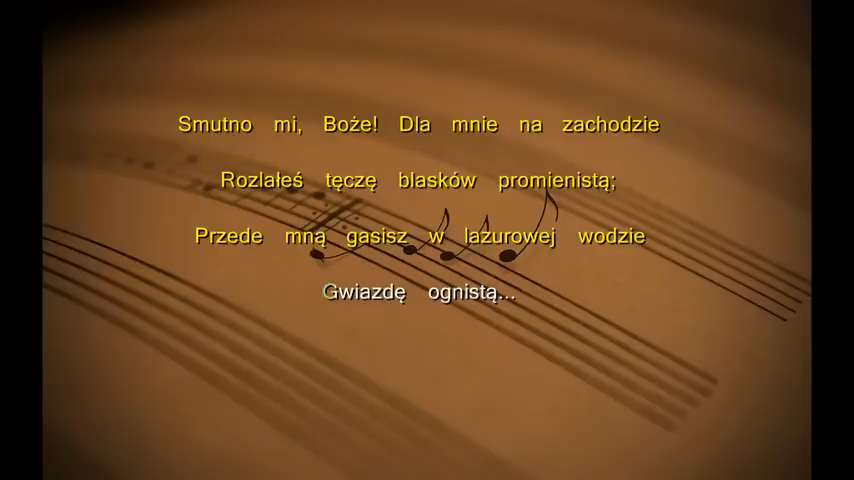 Smutno mi, Boże! Dla mnie na zachodzie
Rozlałeś tęczę blasków promienistą;
Przede mną gasisz w lazurowej wodzie
Gwiazdę ognistą...